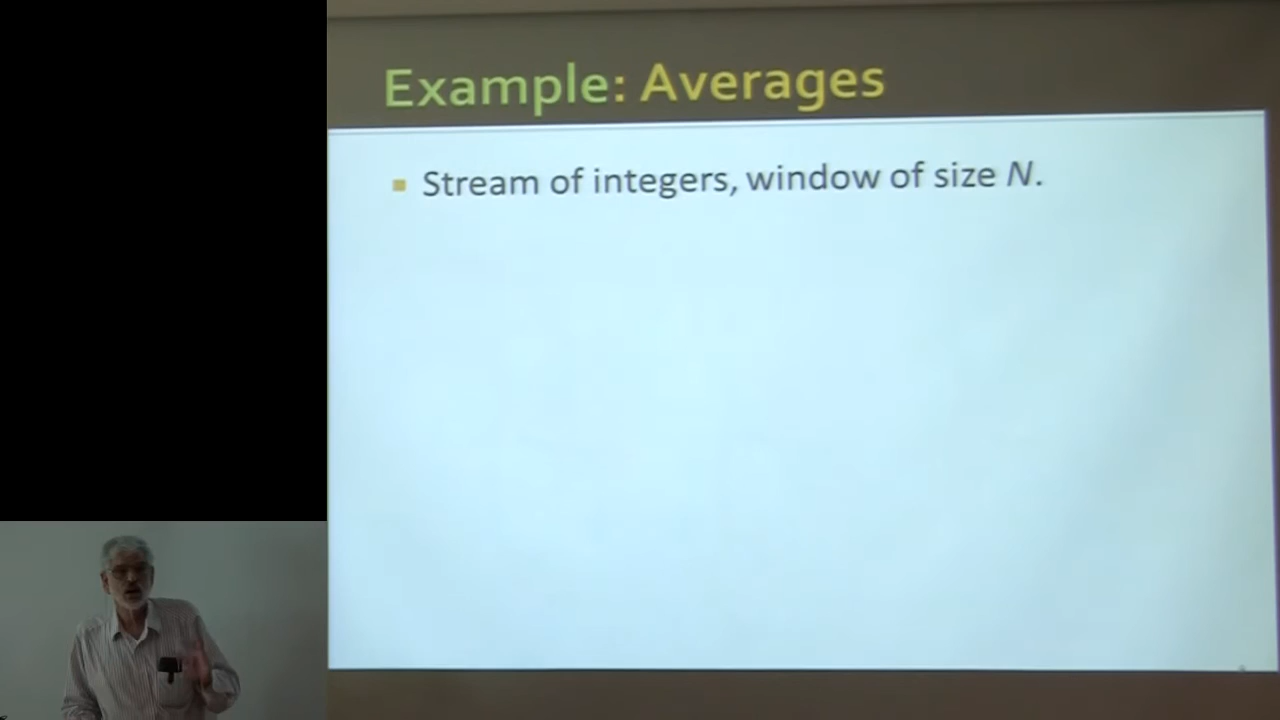 Example: Averages
Stream of integers, window of size N.